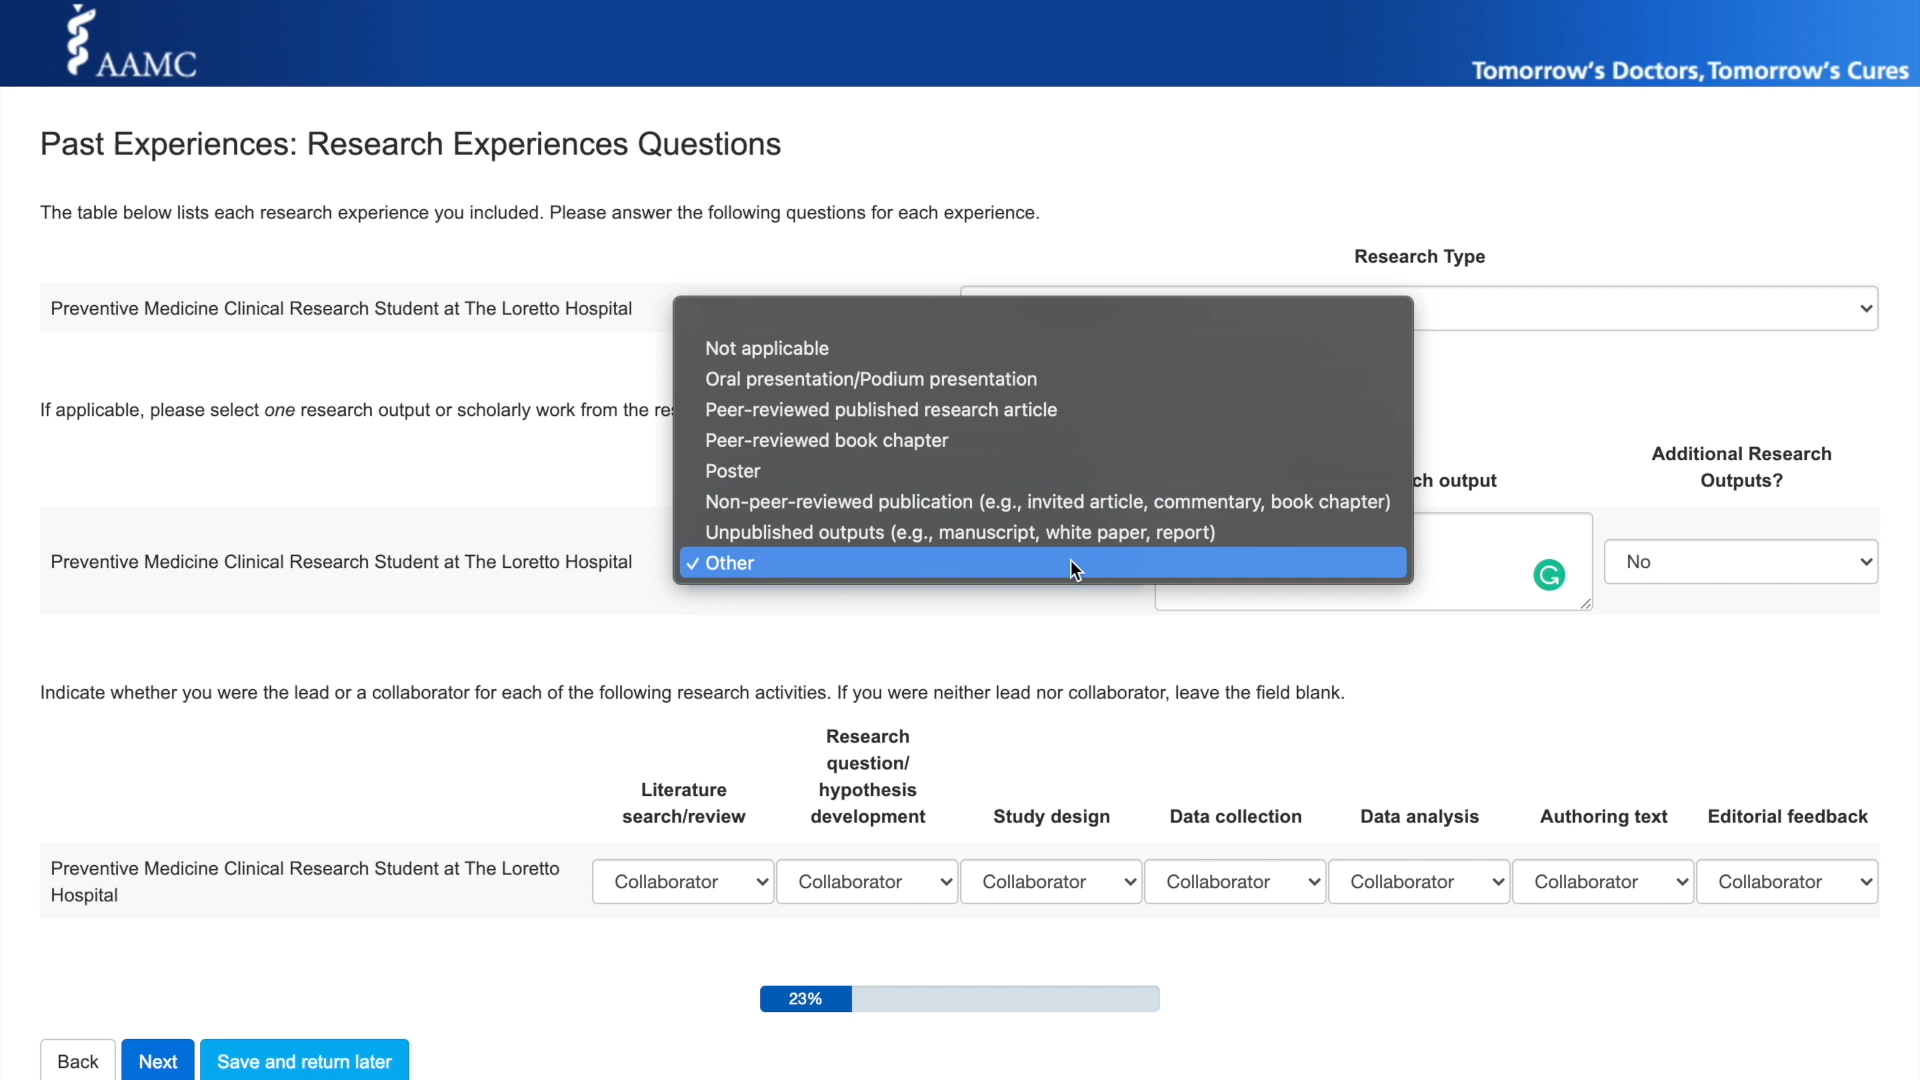 AAMC
Tomorrow's Doctors, Tomorrow's Cures
Past Experiences: Research Experiences Questions
The table below lists each research experience you included. Please answer the following questions for each experience.
Research Type
Preventive Medicine Clinical Research Student at The Loretto Hospital
Not applicable
Oral presentation/Podium presentation
Peer-reviewed published research article
Peer-reviewed book chapter
Poster
Non-peer-reviewed publication (e.g., invited article, commentary, book chapter)
Unpublished outputs (e.g., manuscript, white paper, report)
✓ Other
If applicable, please select one research output or scholarly work from the
output
Additional Research
Outputs?
Preventive Medicine Clinical Research Student at The Loretto Hospital
No
Indicate whether you were the lead or a collaborator for each of the following research activities. If you were neither lead nor collaborator, leave the field blank.
Literature
search/review
Research
question/
hypothesis
development
Study design
Data collection
Data analysis
Authoring text
Editorial feedback
Preventive Medicine Clinical Research Student at The Loretto
Hospital
Collaborator Collaborator Collaborator Collaborator Collaborator Collaborator Collaborator
23%
Back Next Save and return later